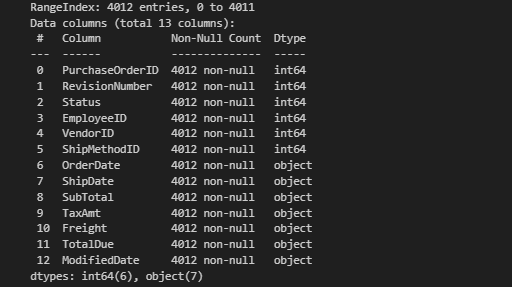 RangeIndex: 4012 entries, 0 to 4011
Data columns (total 13 columns):
 #   Column           Non-Null Count  Dtype
---  ------           --------------  -----
 0   PurchaseOrderID  4012 non-null   int64
 1   RevisionNumber   4012 non-null   int64
 2   Status           4012 non-null   int64
 3   EmployeeID       4012 non-null   int64
 4   VendorID         4012 non-null   int64
 5   ShipMethodID     4012 non-null   int64
 6   OrderDate        4012 non-null   object
 7   ShipDate         4012 non-null   object
 8   SubTotal         4012 non-null   object
 9   TaxAmt           4012 non-null   object
 10  Freight          4012 non-null   object
 11  TotalDue         4012 non-null   object
 12  ModifiedDate     4012 non-null   object
dtypes: int64(6), object(7)